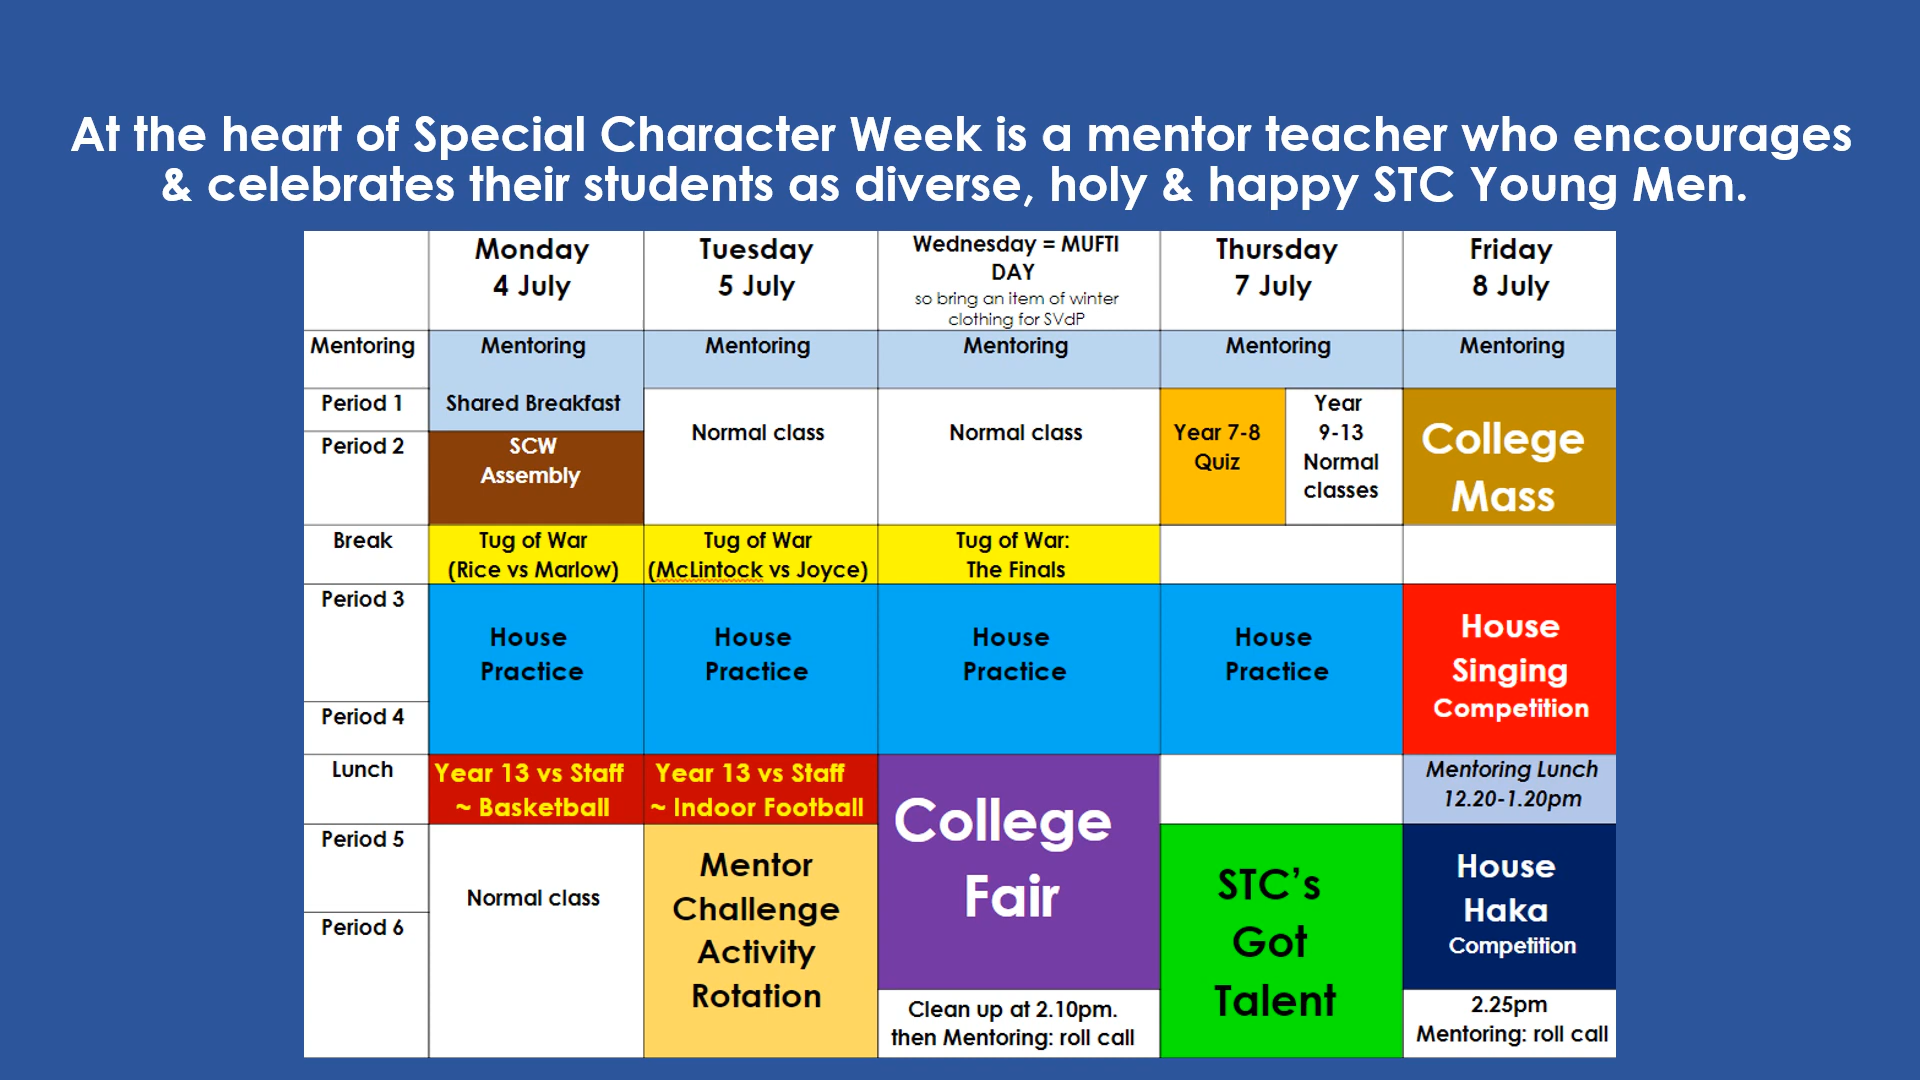 At the heart of Special Character Week is a mentor teacher who encourages
& celebrates their students as diverse, holy & happy STC Young Men.
Monday
4 July
Tuesday
5 July
Wednesday = MUFTI
DAY
so bring an item of winter
clothing for SVdP
Thursday
7 July
Friday
8 July
Mentoring
Mentoring
Mentoring
Mentoring
Mentoring
Mentoring
Period 1
Shared Breakfast
Period 2
SCW
Assembly
Normal class
Normal class
Year 7-8
Quiz
Year
9-13
Normal
classes
College
Mass
Break
Tug of War
(Rice vs Marlow)
Tug of War
(McLintock vs Joyce)
Tug of War:
The Finals
Period 3
House
Practice
House
Practice
House
Practice
House
Practice
House
Singing
Competition
Period 4
Lunch
Year 13 vs Staff
~ Basketball
Year 13 vs Staff
~ Indoor Football
College
Fair
Mentoring Lunch
12.20-1.20pm
Period 5
Normal class
Mentor
Challenge
Activity
Rotation
STC's
Got
Talent
House
Haka
Competition
Period 6
Clean up at 2.10pm.
then Mentoring: roll call
2.25pm
Mentoring: roll call